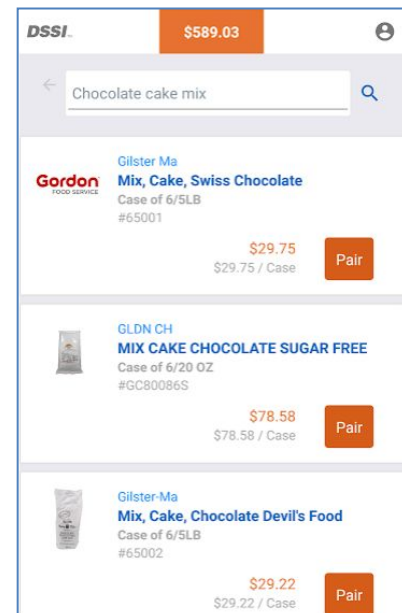 DSSI
$589.03
Chocolate cake mix
Gilster Ma
Mix, Cake, Swiss Chocolate
Gordon
FOOD SERVICE
Case of 6/5LB
#65001
$29.75
$29.75 / Case
Pair
GLDN CH
MIX CAKE CHOCOLATE SUGAR FREE
Case of 6/20 OZ
#GC80086S
$78.58
$78.58 / Case
Pair
Gilster-Ma
Mix, Cake, Chocolate Devil's Food
Case of 6/5LB
#65002
$29.22
$29.22 / Case
Pair